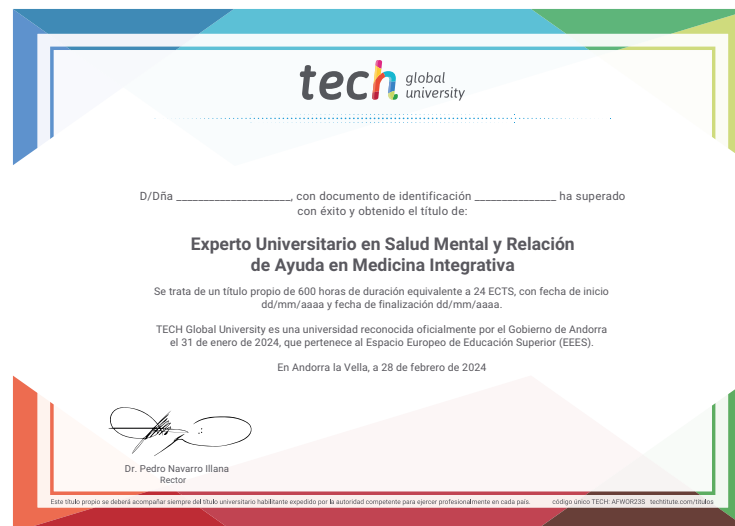 tech global university
D/Dña _____________________, con documento de identificación _______________ ha superado
con éxito y obtenido el título de:
Experto Universitario en Salud Mental y Relación
de Ayuda en Medicina Integrativa
Se trata de un título propio de 600 horas de duración equivalente a 24 ECTS, con fecha de inicio
dd/mm/aaaa y fecha de finalización dd/mm/aaaa.
TECH Global University es una universidad reconocida oficialmente por el Gobierno de Andorra
el 31 de enero de 2024, que pertenece al Espacio Europeo de Educación Superior (EEES).
En Andorra la Vella, a 28 de febrero de 2024
Dr. Pedro Navarro Illana
Rector
Este título propio se deberá acompañar siempre del título universitario habilitante expedido por la autoridad competente para ejercer profesionalmente en cada país. código único TECH: AFWOR23S techtitute.com/titulos